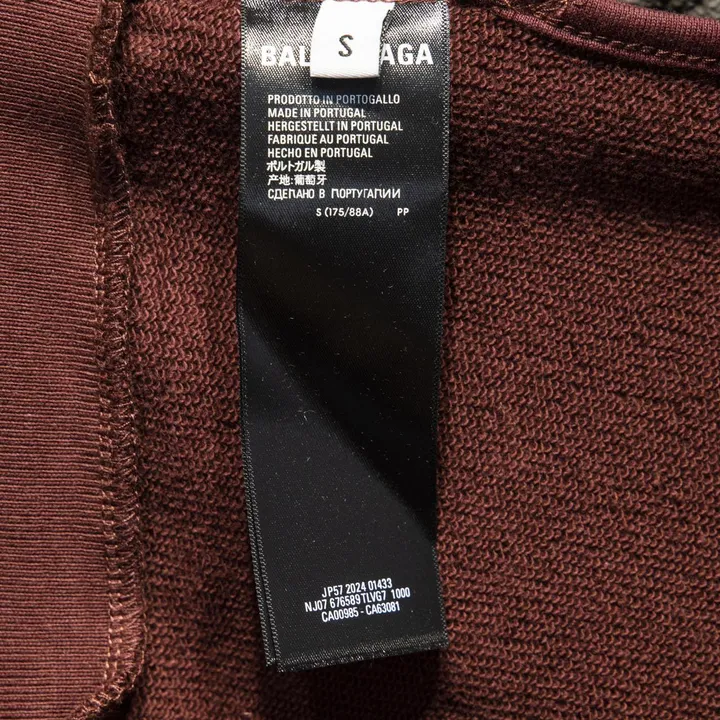 S
BAL AGA
PRODOTTO IN PORTOGALLO
MADE IN PORTUGAL
HERGESTELLT IN PORTUGAL
FABRIQUE AU PORTUGAL
HECHO EN PORTUGAL
ポルトガル製
产地:葡萄牙
СДЕЛАНО В ПОРТУГАЛИИ
S (175/88A) PP
JP57 2024 01433
NJ07 676589 TLVG7 1000
CA00985 - CA63081